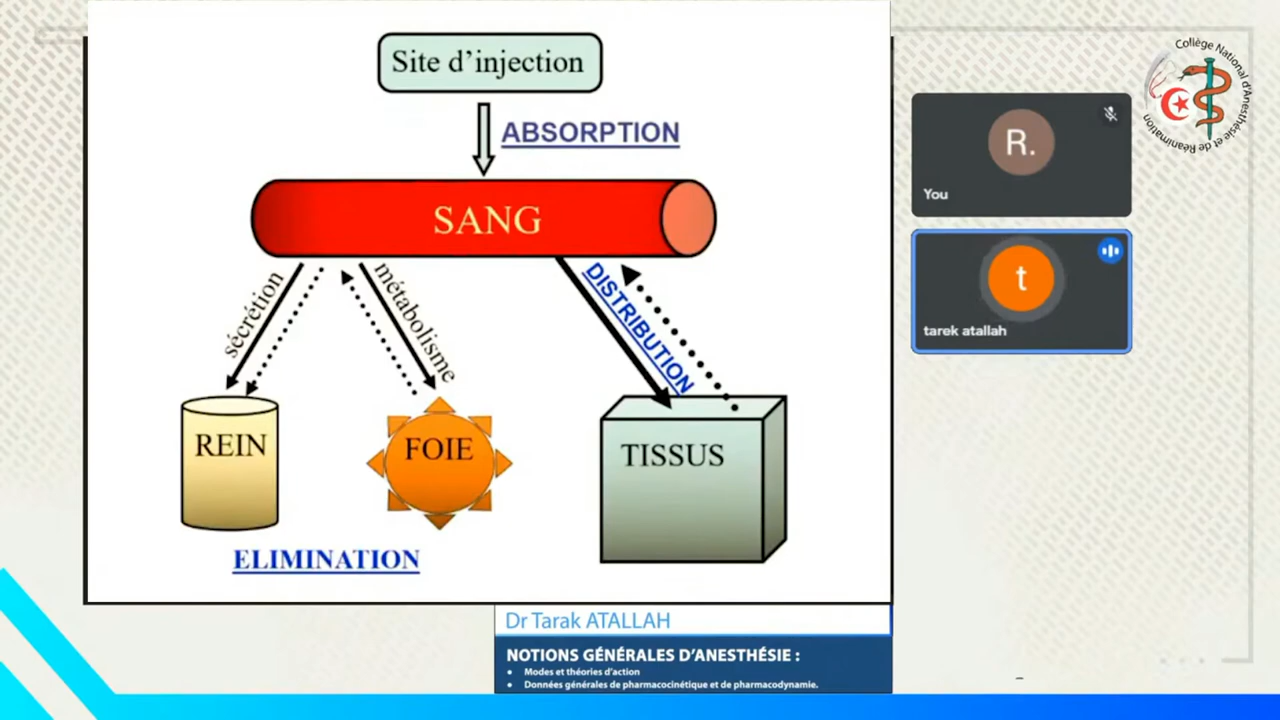 Site d'injection
ABSORPTION
SANG
sécrétion
métabolisme
DISTRIBUTION
REIN
FOIE
TISSUS
ELIMINATION
Dr Tarak ATALLAH
NOTIONS GÉNÉRALES D'ANESTHÉSIE :
• Modes et théories d'action
• Données générales de pharmacocinétique et de pharmacodynamie.
R.
You
t
tarek atallah
Collège National d'Anesthésie et de Réanimation